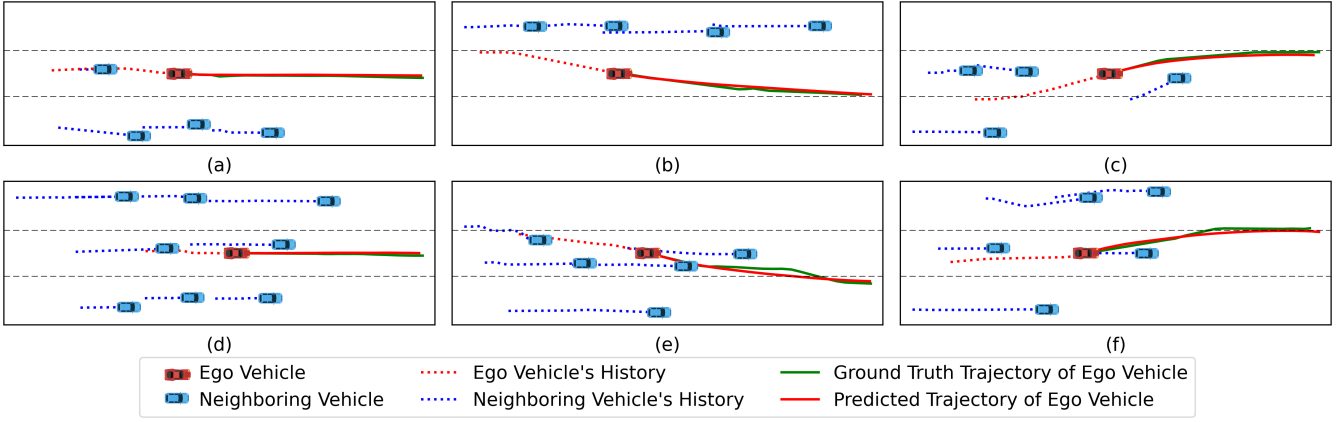 (a)
(b)
(c)
(d)
(e)
(f)
Ego Vehicle
Neighboring Vehicle
Ego Vehicle's History
Neighboring Vehicle's History
Ground Truth Trajectory of Ego Vehicle
Predicted Trajectory of Ego Vehicle